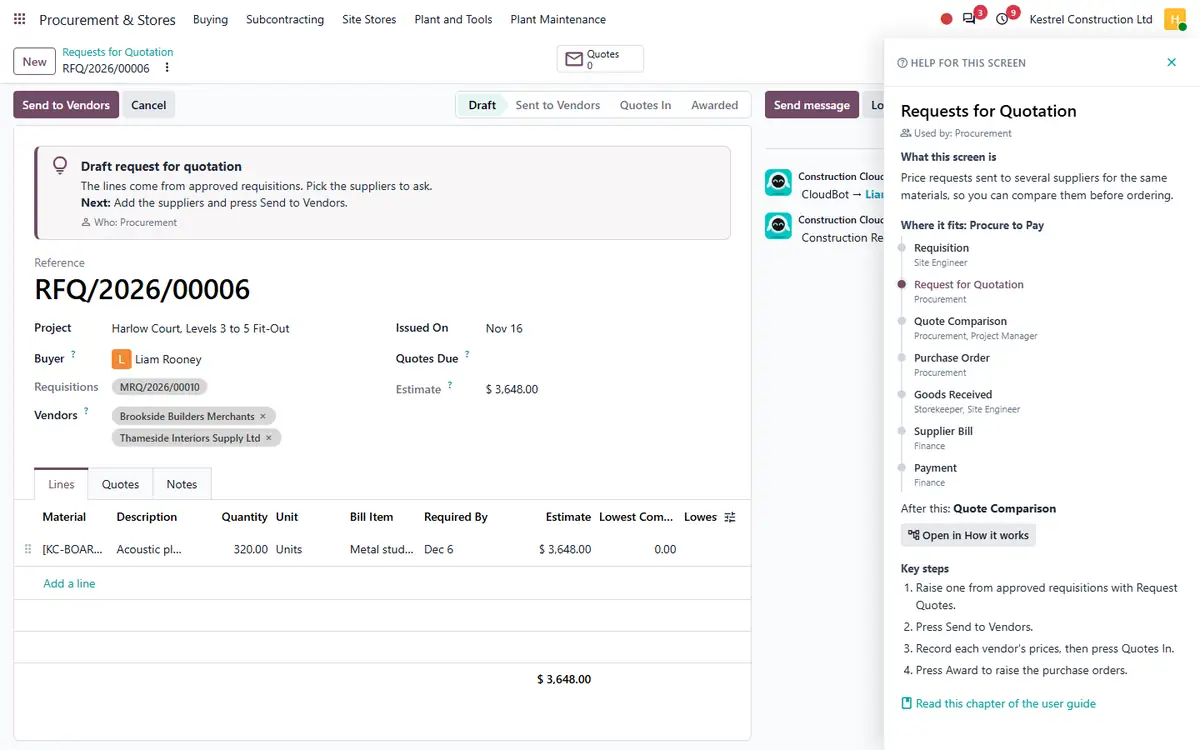 Procurement & Stores Buying Subcontracting Site Stores Plant and Tools Plant Maintenance 3 9 Kestrel Construction Ltd H
New
Requests for Quotation
RFQ/2026/00006
Quotes
0
Send to Vendors Cancel Draft Sent to Vendors Quotes In Awarded Send message Lo
Draft request for quotation
The lines come from approved requisitions. Pick the suppliers to ask.
Next: Add the suppliers and press Send to Vendors.
Who: Procurement
Reference
RFQ/2026/00006
Project Harlow Court, Levels 3 to 5 Fit-Out
Issued On Nov 16
Buyer ? L Liam Rooney
Quotes Due ?
Requisitions MRQ/2026/00010
Estimate ? $ 3,648.00
Vendors ? Brookside Builders Merchants ×
Thameside Interiors Supply Ltd ×
Lines Quotes Notes
Material Description Quantity Unit Bill Item Required By Estimate Lowest Com... Lowes
[KC-BOAR... Acoustic pl... 320.00 Units Metal stud... Dec 6 $ 3,648.00 0.00
Add a line
$ 3,648.00
Construction Cloud
CloudBot → Liar
Construction Cloud
Construction Re
HELP FOR THIS SCREEN
Requests for Quotation
Used by: Procurement
What this screen is
Price requests sent to several suppliers for the same
materials, so you can compare them before ordering.
Where it fits: Procure to Pay
Requisition
Site Engineer
Request for Quotation
Procurement
Quote Comparison
Procurement, Project Manager
Purchase Order
Procurement
Goods Received
Storekeeper, Site Engineer
Supplier Bill
Finance
Payment
Finance
After this: Quote Comparison
Open in How it works
Key steps
1. Raise one from approved requisitions with Request
Quotes.
2. Press Send to Vendors.
3. Record each vendor's prices, then press Quotes In.
4. Press Award to raise the purchase orders.
Read this chapter of the user guide